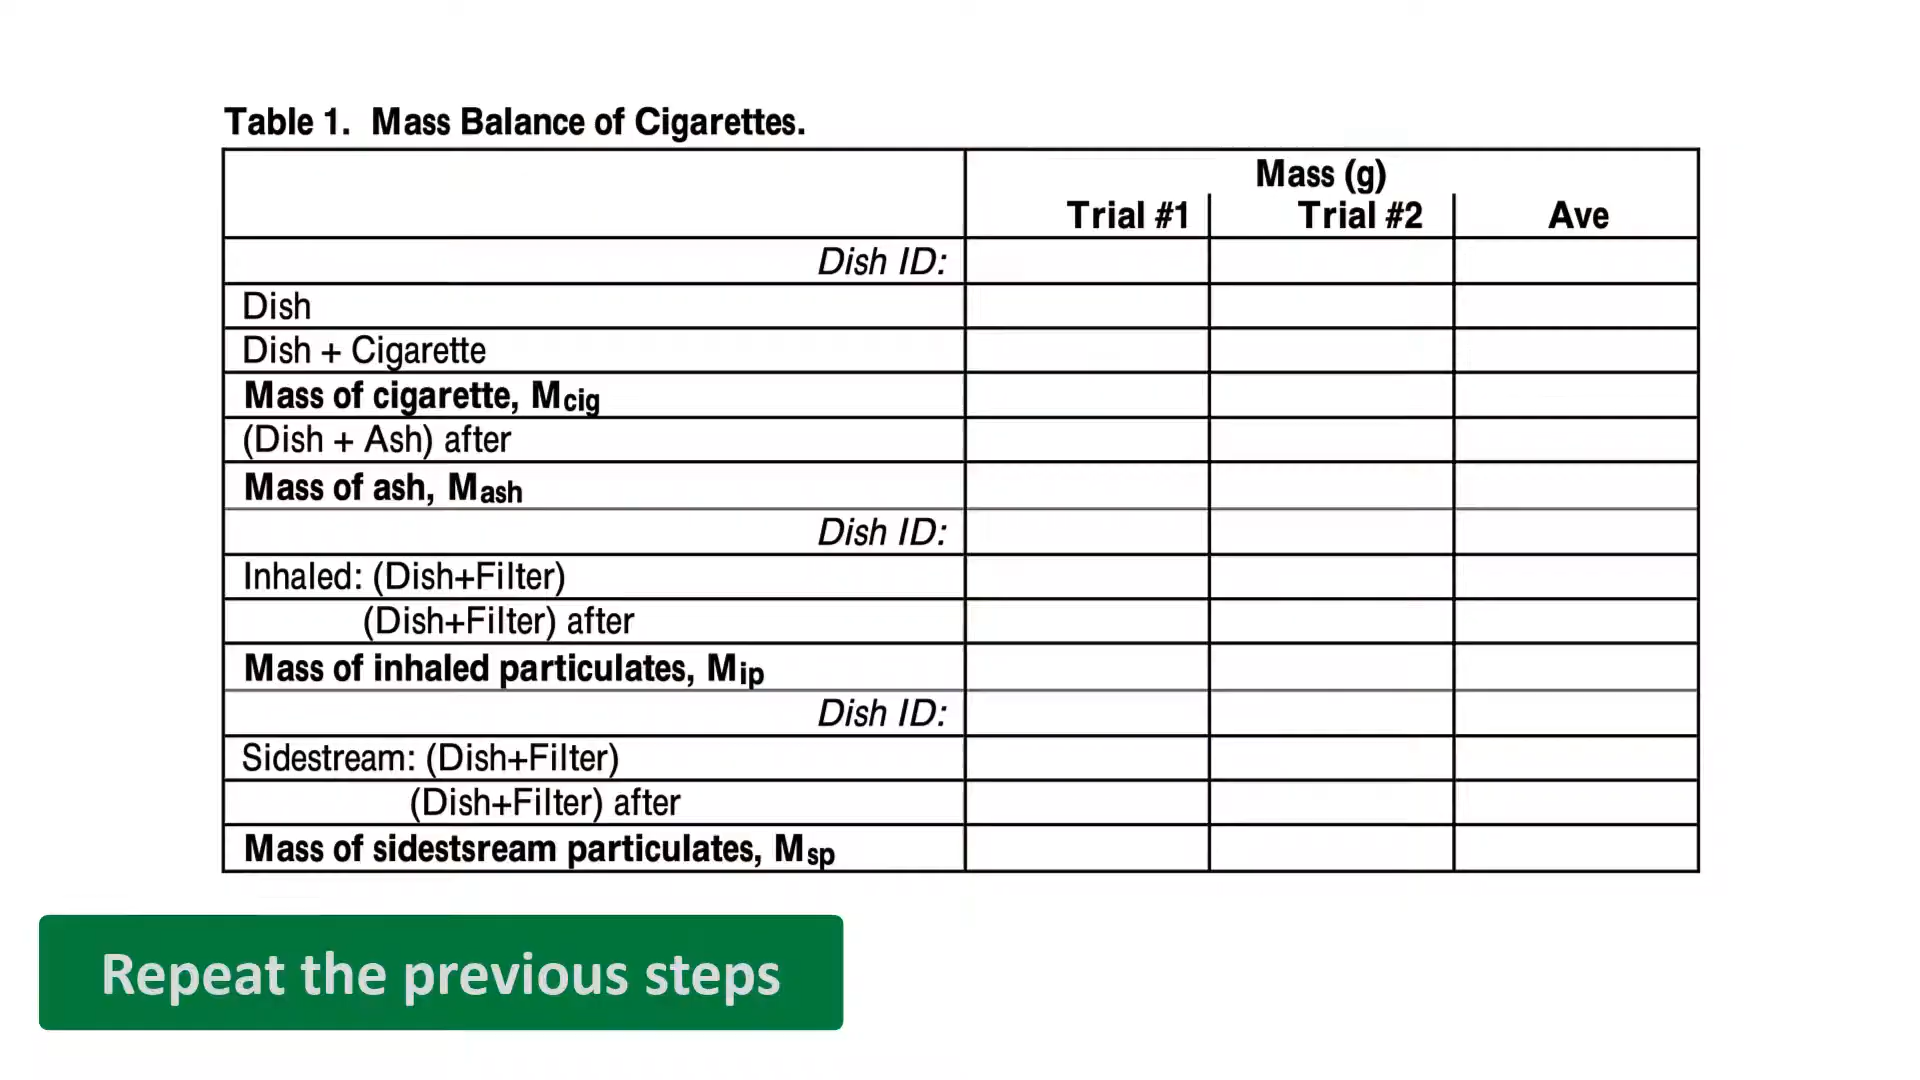 Table 1. Mass Balance of Cigarettes.
Mass (g)
Trial #1 Trial #2 Ave
Dish ID:
Dish
Dish + Cigarette
Mass of cigarette, Mcig
(Dish + Ash) after
Mass of ash, Mash
Dish ID:
Inhaled: (Dish+Filter)
(Dish+Filter) after
Mass of inhaled particulates, Mip
Dish ID:
Sidestream: (Dish+Filter)
(Dish+Filter) after
Mass of sidestsream particulates, Msp
Repeat the previous steps